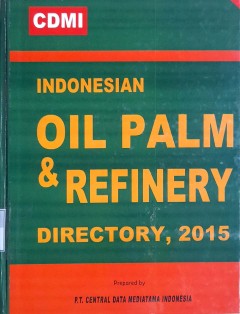 CDMI
INDONESIAN
OIL PALM
& REFINERY
DIRECTORY, 2015
Prepared by
P.T. CENTRAL DATA MEDIATAMA INDONESIA